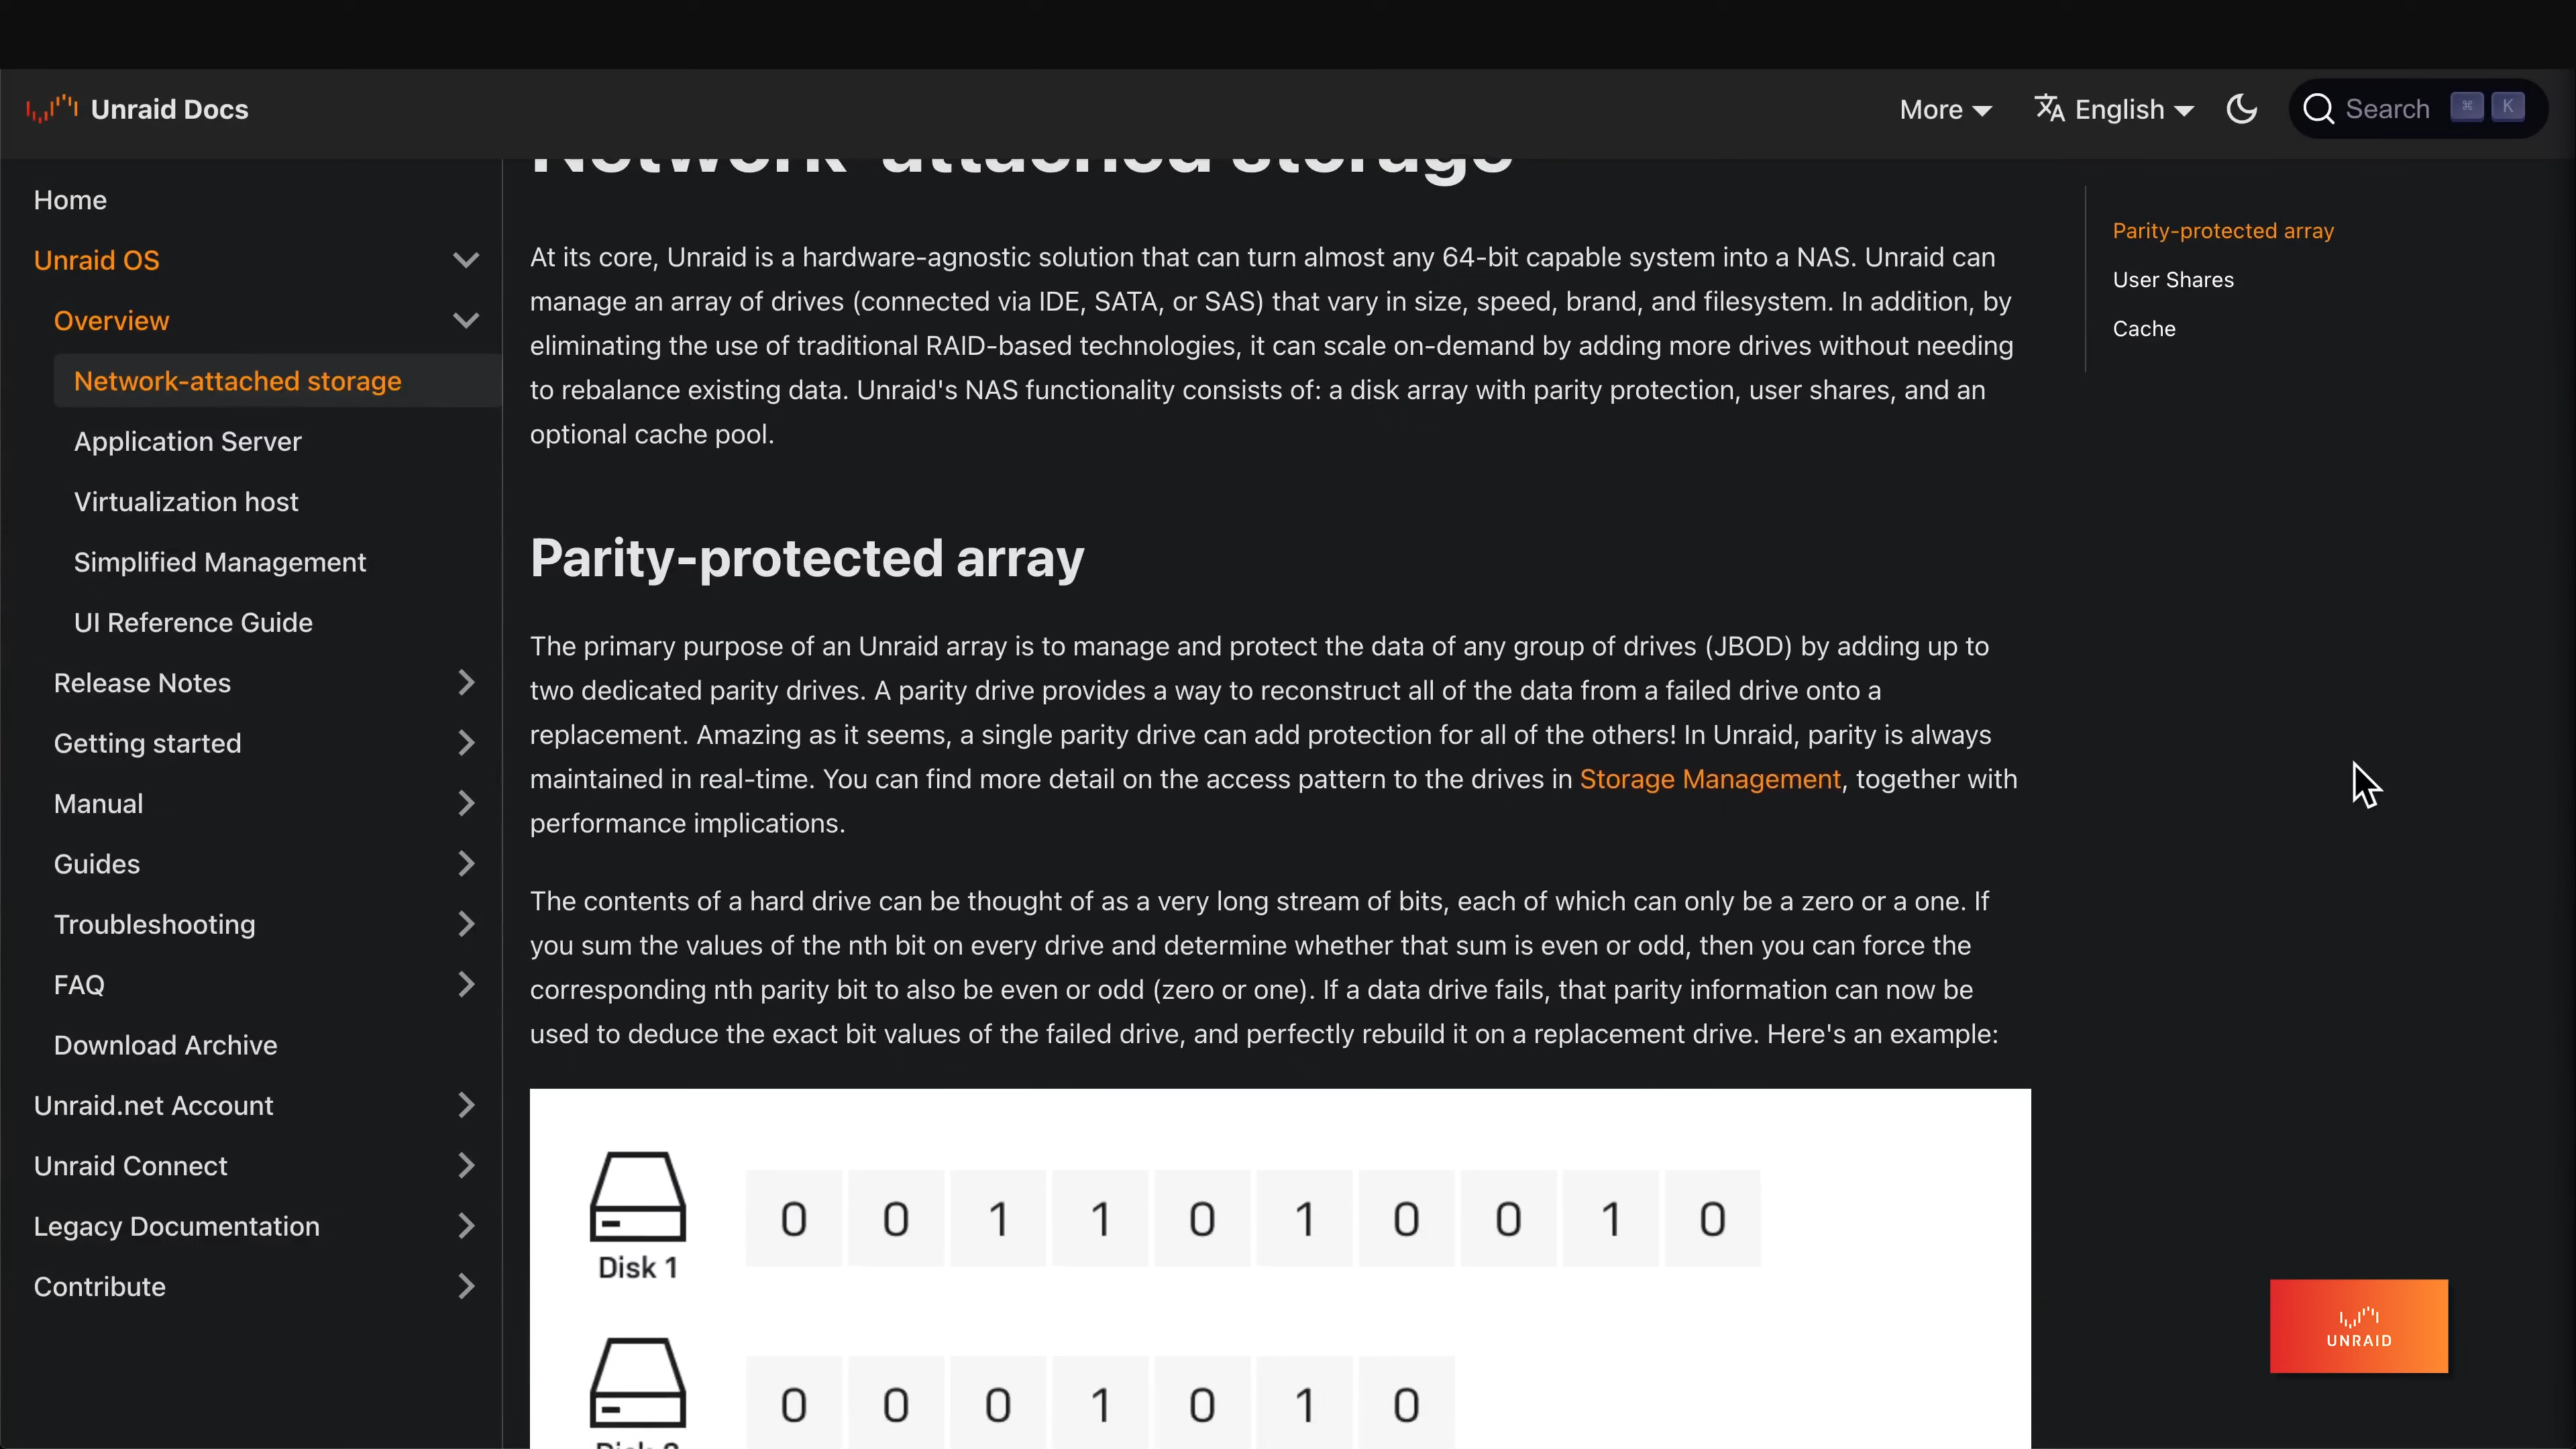 Unraid Docs
More
English
Search
⌘ K
Home
Unraid OS
Overview
Network-attached storage
Application Server
Virtualization host
Simplified Management
UI Reference Guide
Release Notes
Getting started
Manual
Guides
Troubleshooting
FAQ
Download Archive
Unraid.net Account
Unraid Connect
Legacy Documentation
Contribute
Network-attached storage
At its core, Unraid is a hardware-agnostic solution that can turn almost any 64-bit capable system into a NAS. Unraid can
manage an array of drives (connected via IDE, SATA, or SAS) that vary in size, speed, brand, and filesystem. In addition, by
eliminating the use of traditional RAID-based technologies, it can scale on-demand by adding more drives without needing
to rebalance existing data. Unraid's NAS functionality consists of: a disk array with parity protection, user shares, and an
optional cache pool.
Parity-protected array
The primary purpose of an Unraid array is to manage and protect the data of any group of drives (JBOD) by adding up to
two dedicated parity drives. A parity drive provides a way to reconstruct all of the data from a failed drive onto a
replacement. Amazing as it seems, a single parity drive can add protection for all of the others! In Unraid, parity is always
maintained in real-time. You can find more detail on the access pattern to the drives in Storage Management, together with
performance implications.
The contents of a hard drive can be thought of as a very long stream of bits, each of which can only be a zero or a one. If
you sum the values of the nth bit on every drive and determine whether that sum is even or odd, then you can force the
corresponding nth parity bit to also be even or odd (zero or one). If a data drive fails, that parity information can now be
used to deduce the exact bit values of the failed drive, and perfectly rebuild it on a replacement drive. Here's an example:
0 0 1 1 0 1 0 0 1 0
Disk 1
0 0 0 1 0 1 0
Parity-protected array
User Shares
Cache
UNRAID